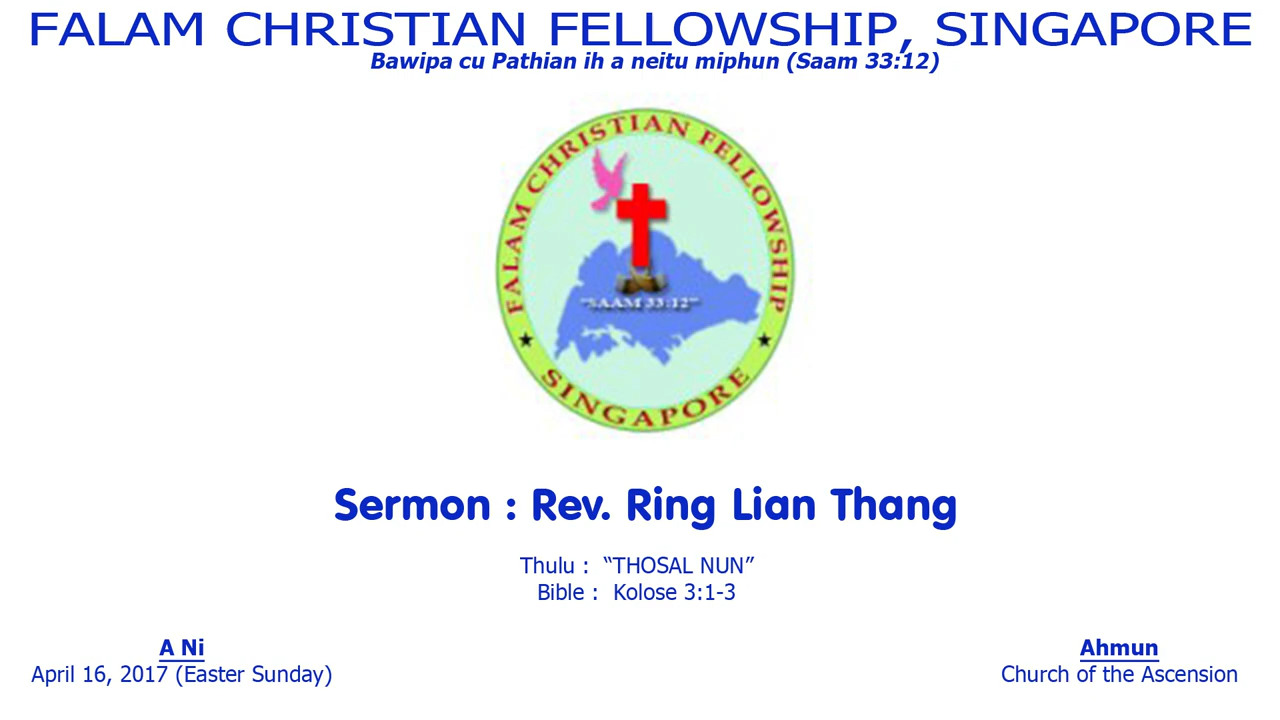 FALAM CHRISTIAN FELLOWSHIP, SINGAPORE
Bawipa cu Pathian ih a neitu miphun (Saam 33:12)
FALAM CHRISTIAN FELLOWSHIP
"SAAM 33:12"
★ SINGAPORE ★
Sermon : Rev. Ring Lian Thang
Thulu : “THOSAL NUN”
Bible : Kolose 3:1-3
A Ni
April 16, 2017 (Easter Sunday)
Ahmun
Church of the Ascension